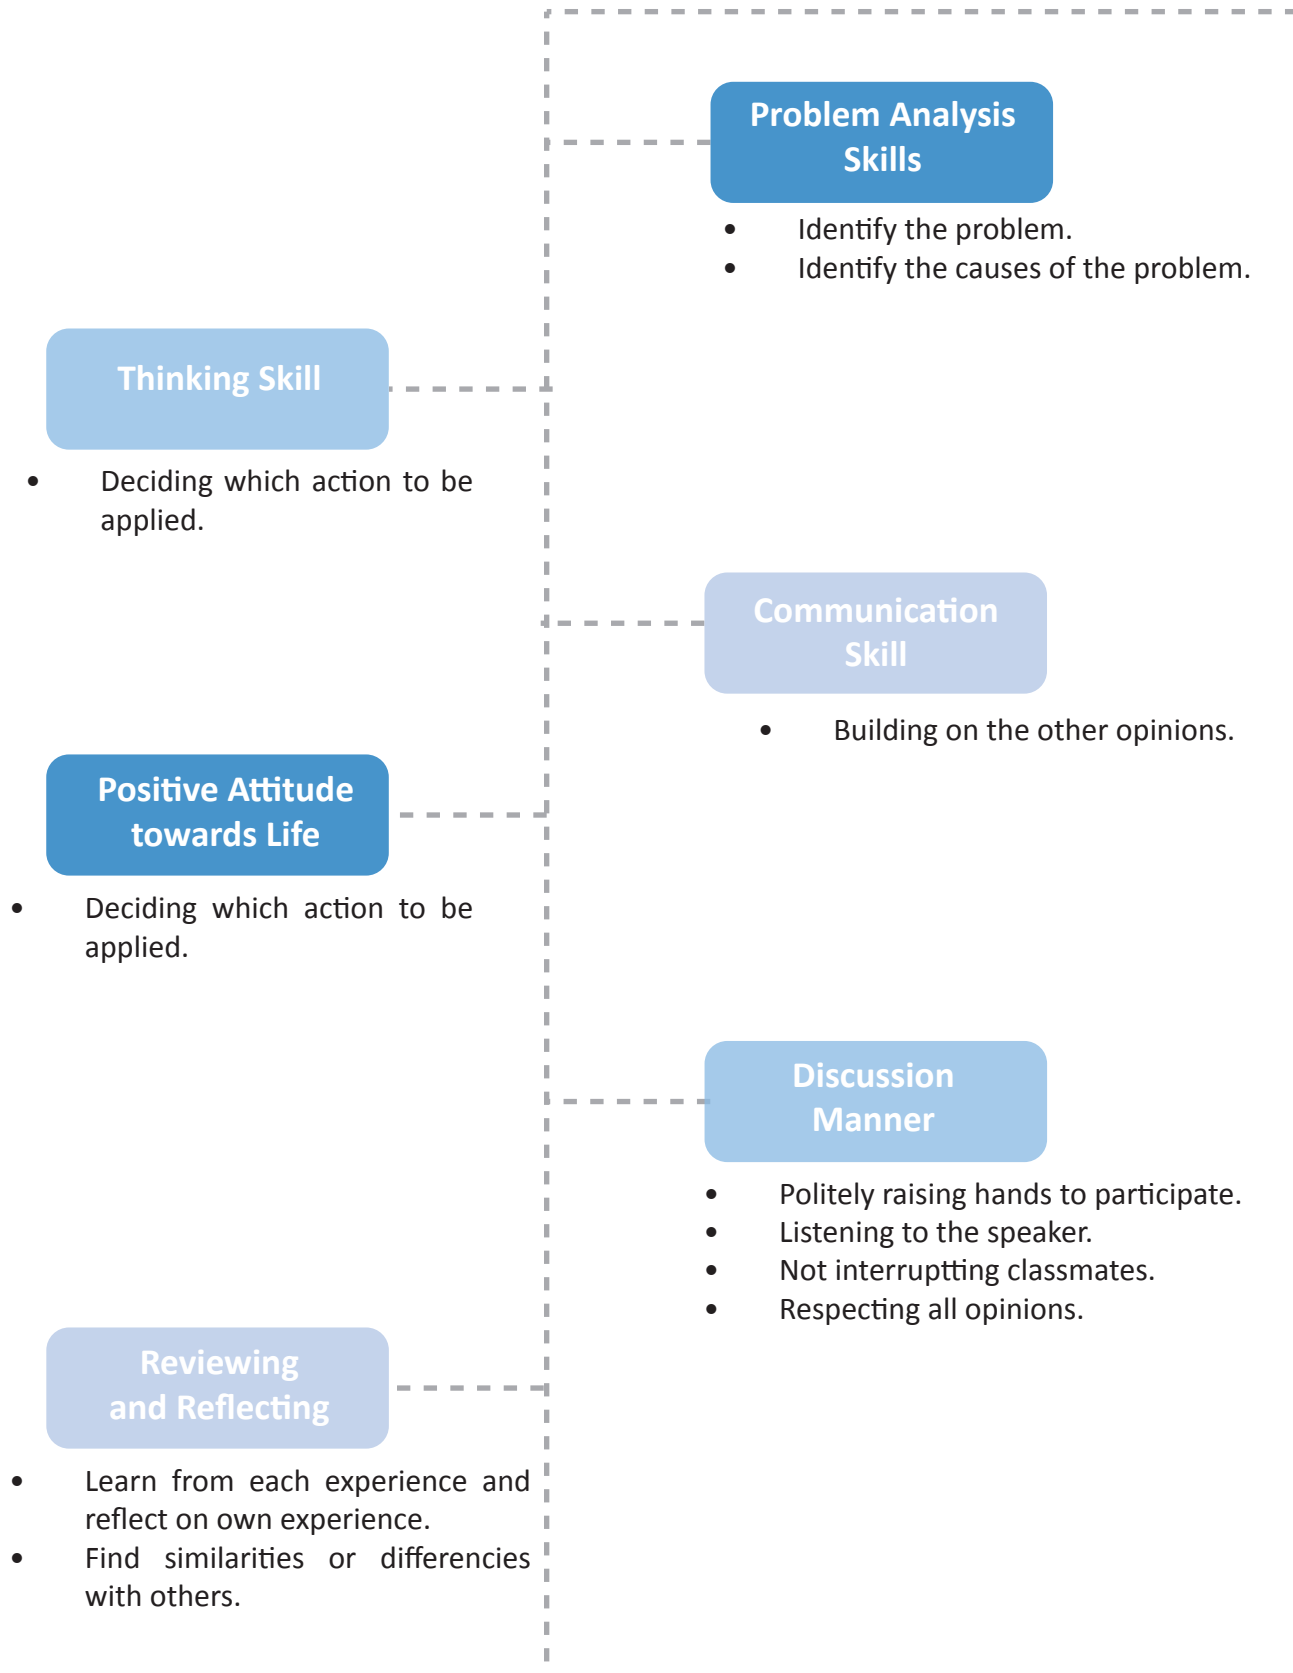 Problem Analysis
Skills
• Identify the problem.
• Identify the causes of the problem.
Thinking Skill
• Deciding which action to be
applied.
Communication
Skill
• Building on the other opinions.
Positive Attitude
towards Life
• Deciding which action to be
applied.
Discussion
Manner
• Politely raising hands to participate.
• Listening to the speaker.
• Not interruptting classmates.
• Respecting all opinions.
Reviewing
and Reflecting
• Learn from each experience and
reflect on own experience.
• Find similarities or differencies
with others.